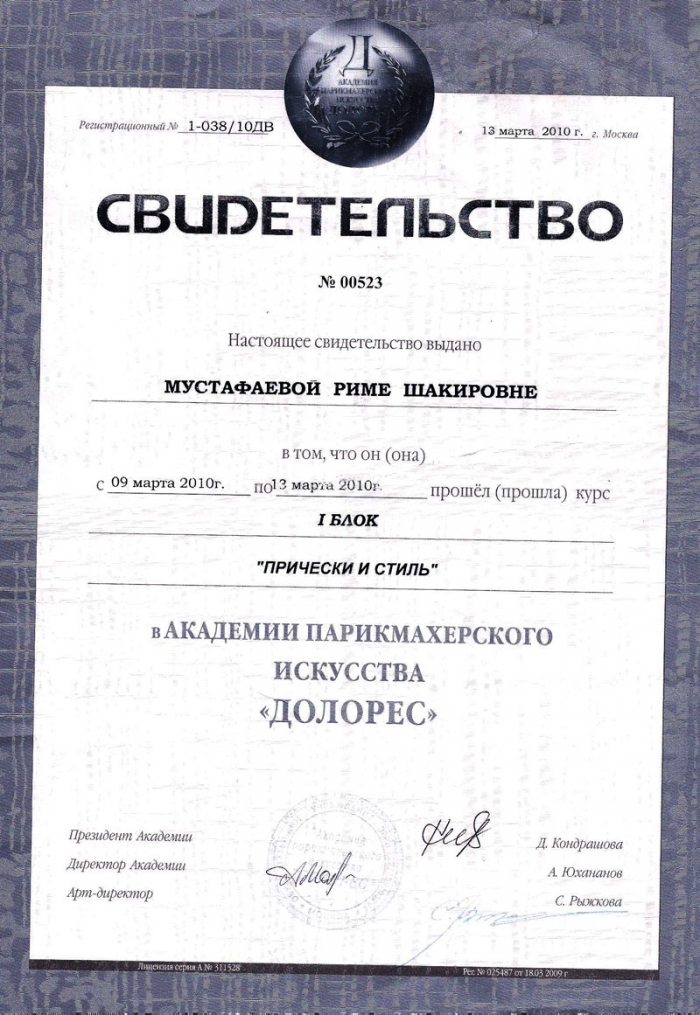 Д
АКАДЕМИЯ
ПАРИКМАХЕРСКОГО
ИСКУССТВА
ДОЛОРЕС
Регистрационный № 1-038/10ДВ
« 13 марта 2010 г. г. Москва
СВИДЕТЕЛЬСТВО
№ 00523
Настоящее свидетельство выдано
МУСТАФАЕВОЙ РИМЕ ШАКИРОВНЕ
в том, что он (она)
с 09 марта 2010г. по 13 марта 2010г. прошёл (прошла) курс
I БЛОК
"ПРИЧЕСКИ И СТИЛЬ"
в АКАДЕМИИ ПАРИКМАХЕРСКОГО
ИСКУССТВА
«ДОЛОРЕС»
Президент Академии Д. Кондрашова
Директор Академии А. Юхананов
Арт-директор С. Рыжкова
Лицензия серия А № 311528 Рег. № 025487 от 18.03 2009 г